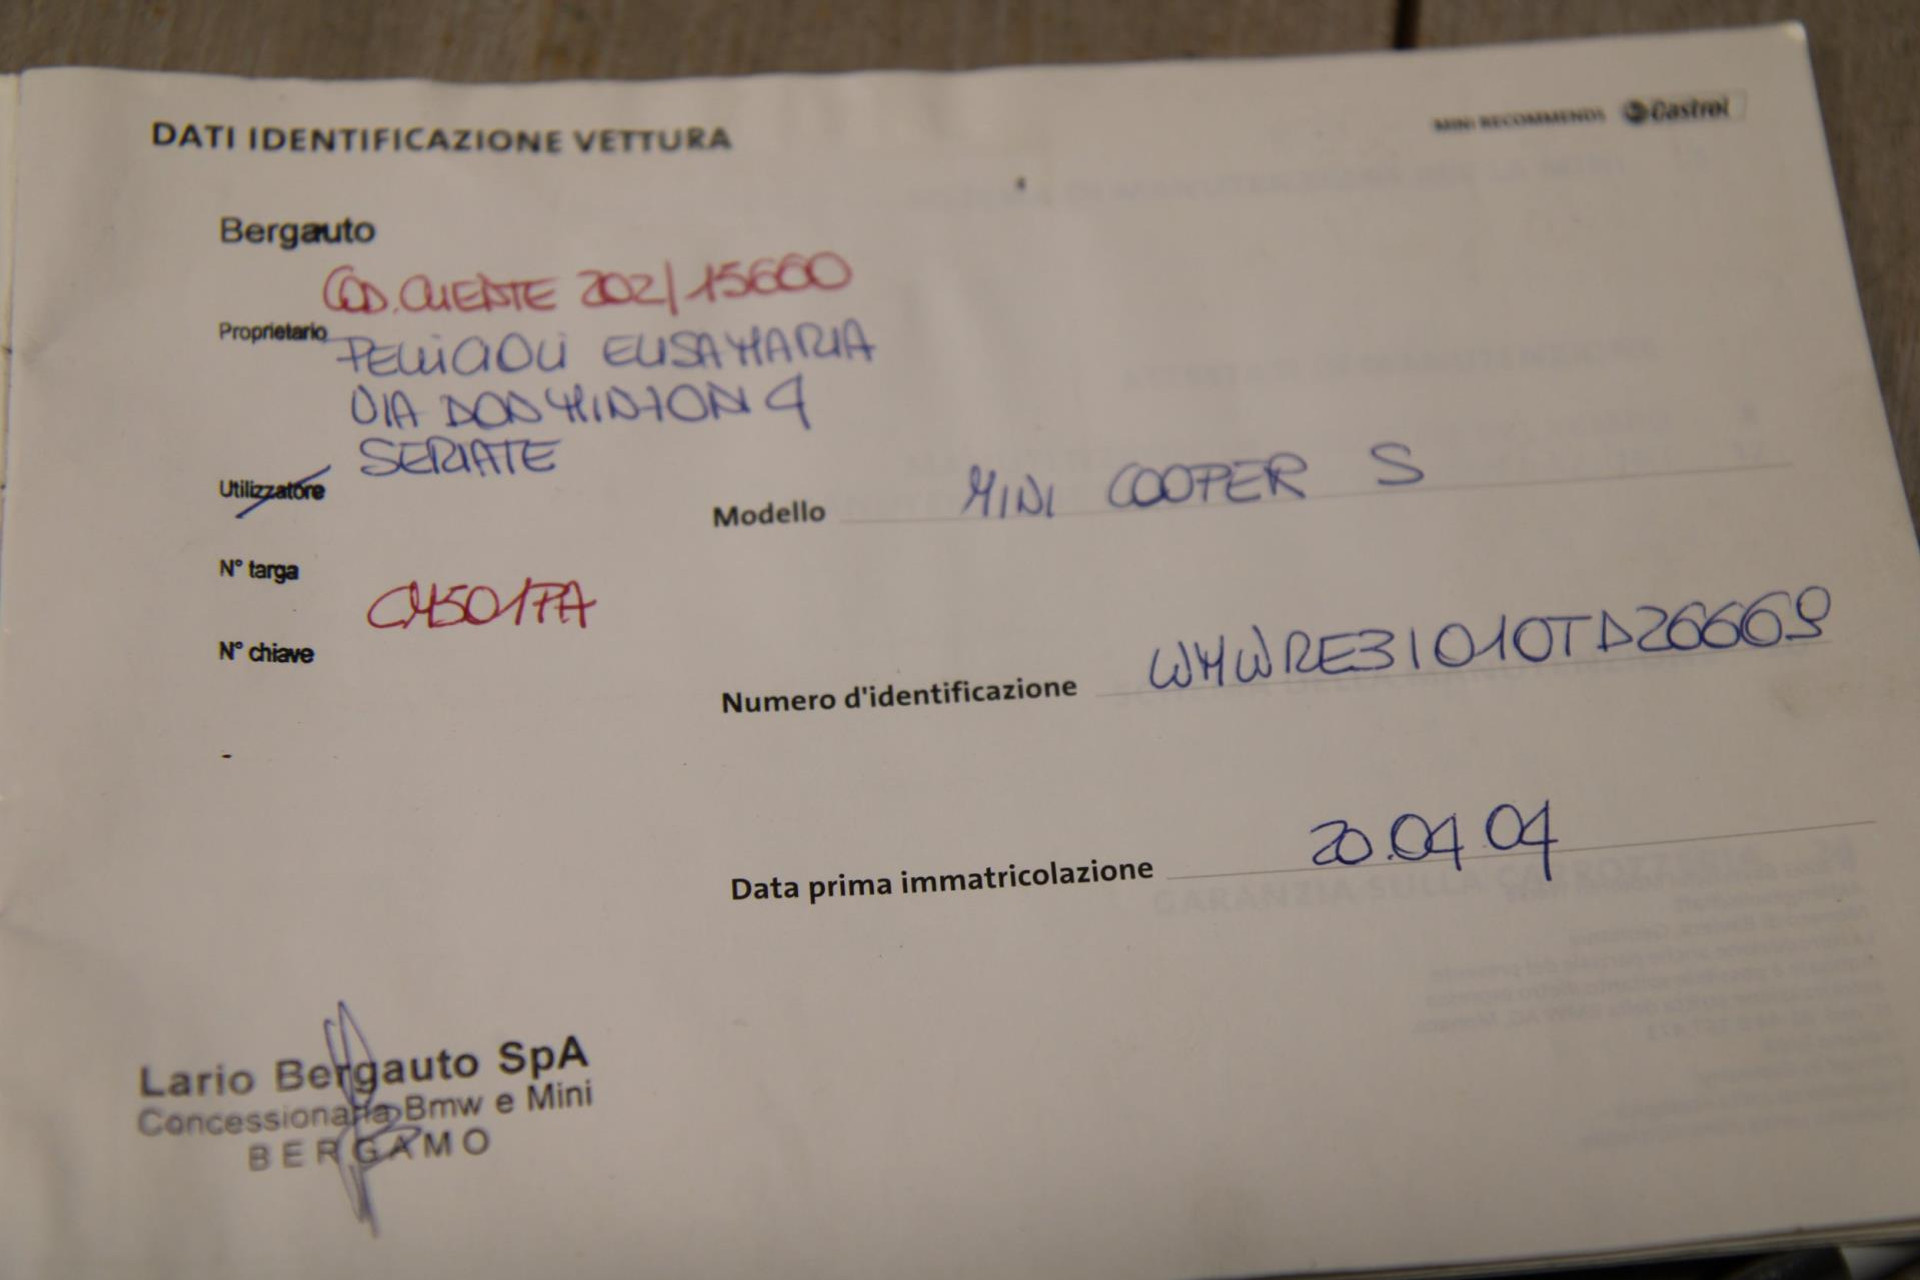 DATI IDENTIFICAZIONE VETTURA
MINI RECOMMENDS Castrol
Bergauto
COD. CLIENTE 202/15660
Proprietario PELLICIOLI ELISA MARIA
VIA DON MINZONI 4
SERIATE
Utilizzatore
Modello MINI COOPER S
N° targa
CM501PA
N° chiave
Numero d'identificazione WMWRE31010TD26669
Data prima immatricolazione 20.04 04
Lario Bergauto SpA
Concessionaria Bmw e Mini
BERGAMO